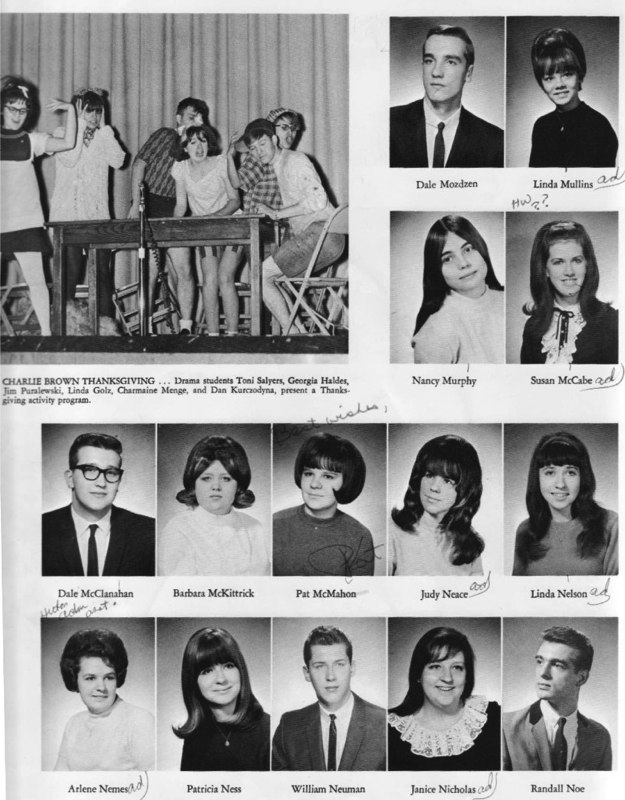 Dale Mozdzen
Linda Mullins ad
HW??
CHARLIE BROWN THANKSGIVING . . . Drama students Toni Salyers, Georgia Haldes,
Jim Puralewski, Linda Golz, Charmaine Menge, and Dan Kurczodyna, present a Thanks-
giving activity program.
Nancy Murphy
Susan McCabe ad
Best wishes,
Pat
Dale McClanahan
Barbara McKittrick
Pat McMahon
Judy Neace ad
Linda Nelson ad
Arlene Nemes ad
Patricia Ness
William Neuman
Janice Nicholas ad
Randall Noe